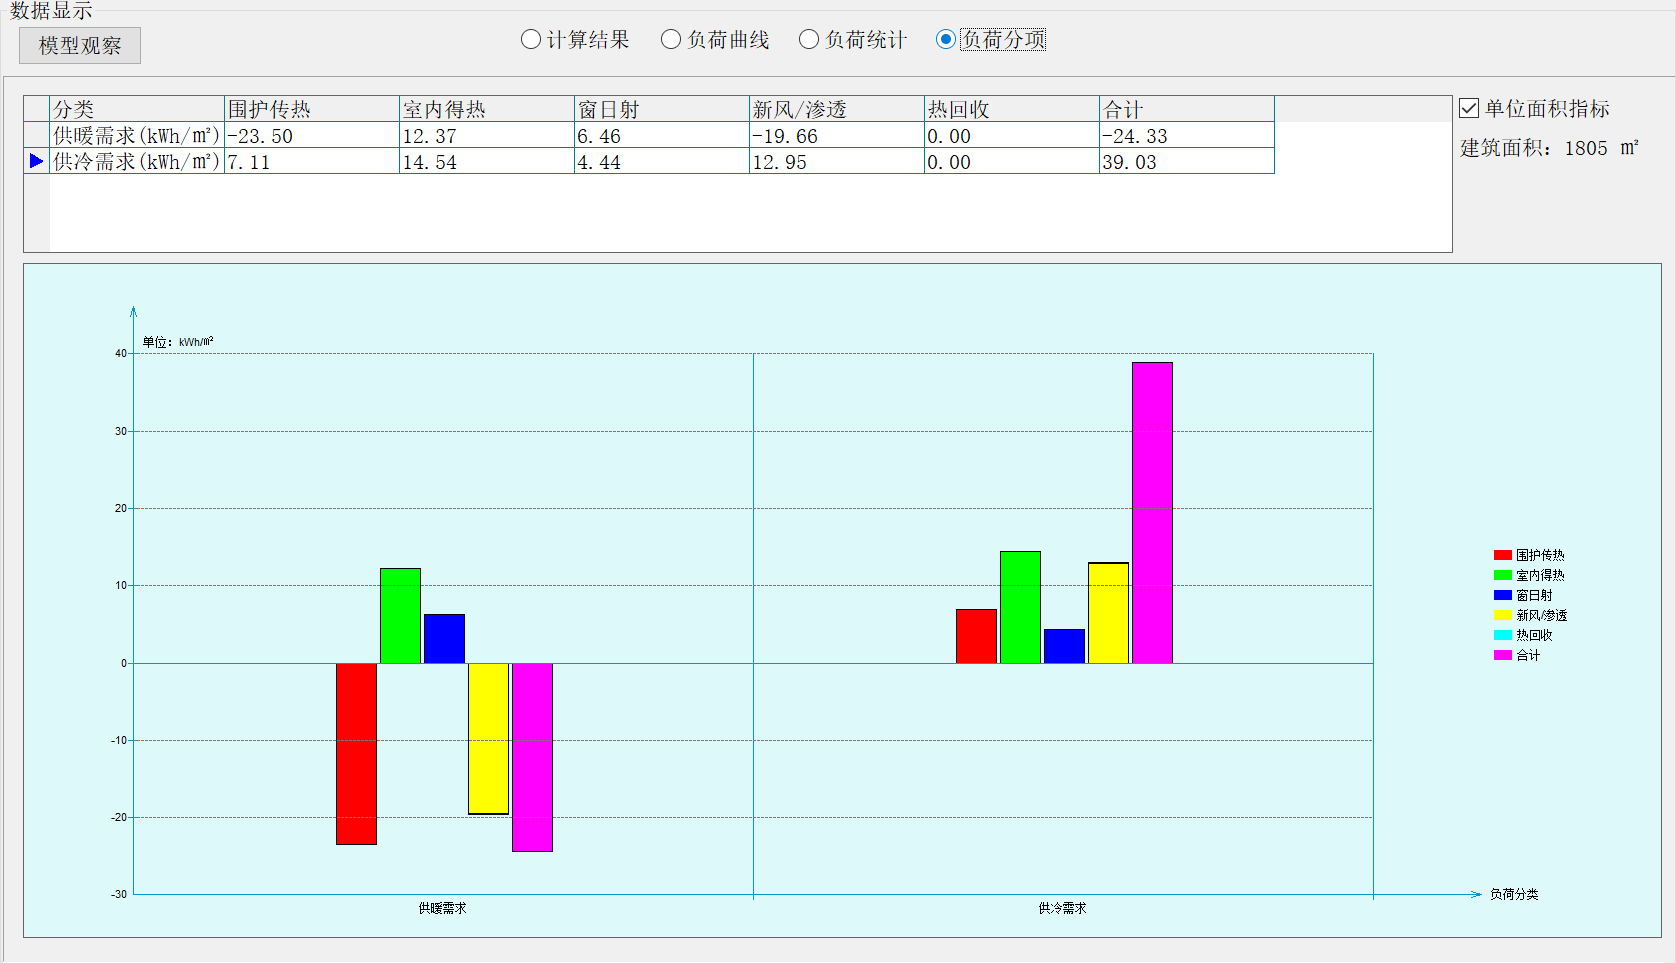 数据显示
模型观察 计算结果 负荷曲线 负荷统计 负荷分项
分类 围护传热 室内得热 窗日射 新风/渗透 热回收 合计
供暖需求(kWh/㎡) -23.50 12.37 6.46 -19.66 0.00 -24.33
供冷需求(kWh/㎡) 7.11 14.54 4.44 12.95 0.00 39.03
单位面积指标
建筑面积：1805 ㎡
单位：kWh/㎡
40
30
20
10
0
-10
-20
-30
供暖需求 供冷需求
负荷分类
围护传热
室内得热
窗日射
新风/渗透
热回收
合计